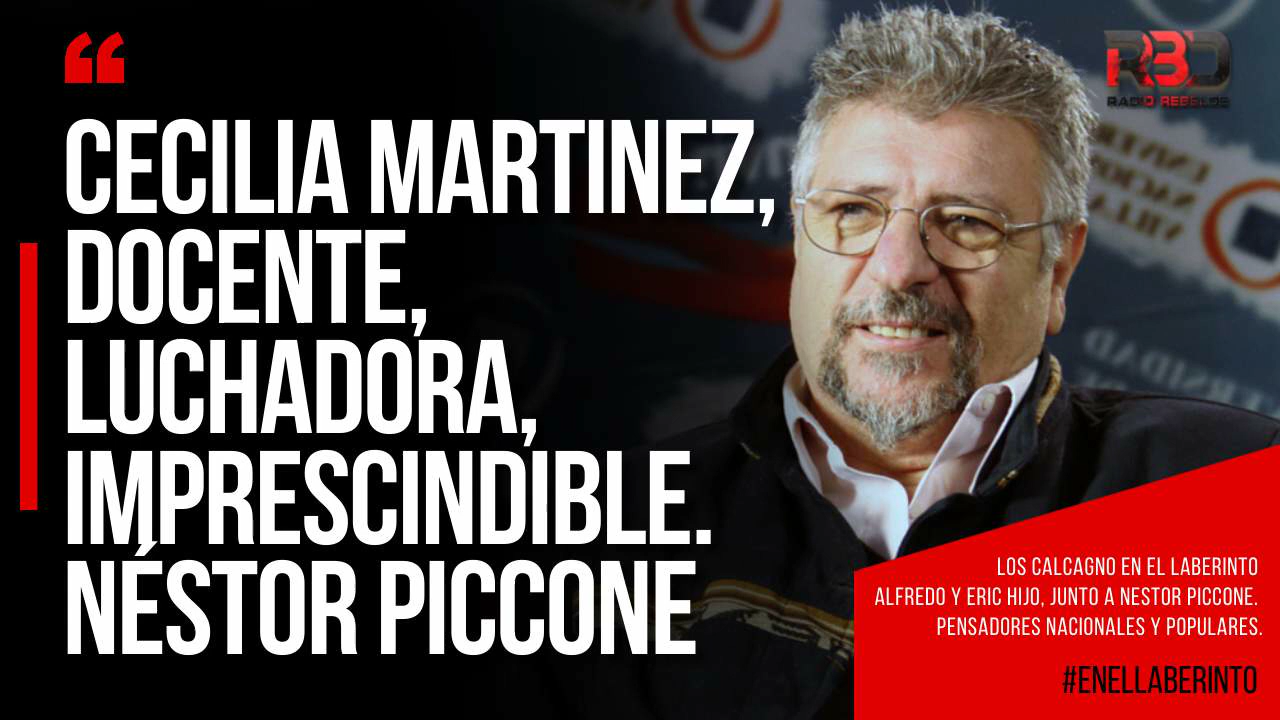 “
CECILIA MARTINEZ,
DOCENTE,
LUCHADORA,
IMPRESCINDIBLE.
NÉSTOR PICCONE
RBD
RADIO REBELDE
LOS CALCAGNO EN EL LABERINTO
ALFREDO Y ERIC HIJO, JUNTO A NESTOR PICCONE.
PENSADORES NACIONALES Y POPULARES.
#ENELLABERINTO